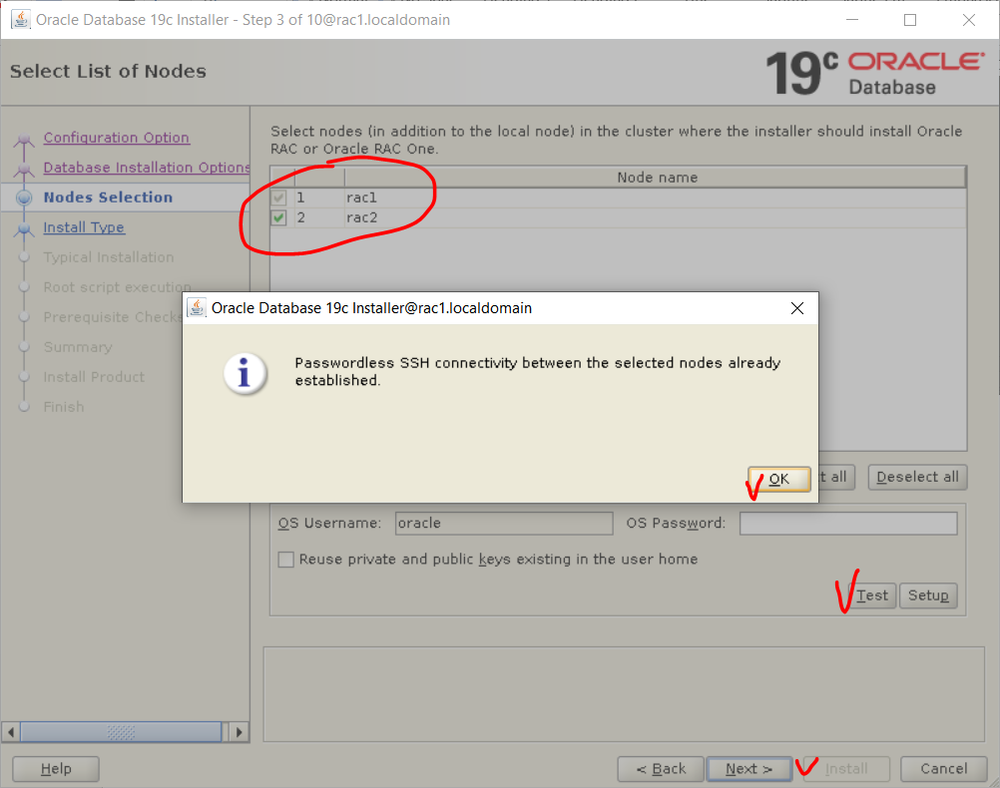 Oracle Database 19c Installer - Step 3 of 10@rac1.localdomain
Select List of Nodes
19c ORACLE
Database
Configuration Option
Database Installation Options
Nodes Selection
Install Type
Typical Installation
Root script execution
Prerequisite Checks
Summary
Install Product
Finish
Select nodes (in addition to the local node) in the cluster where the installer should install Oracle
RAC or Oracle RAC One.
Node name
1 rac1
2 rac2
Oracle Database 19c Installer@rac1.localdomain
Passwordless SSH connectivity between the selected nodes already
established.
OK
t all Deselect all
OS Username: oracle OS Password:
Reuse private and public keys existing in the user home
Test Setup
Help < Back Next > Install Cancel